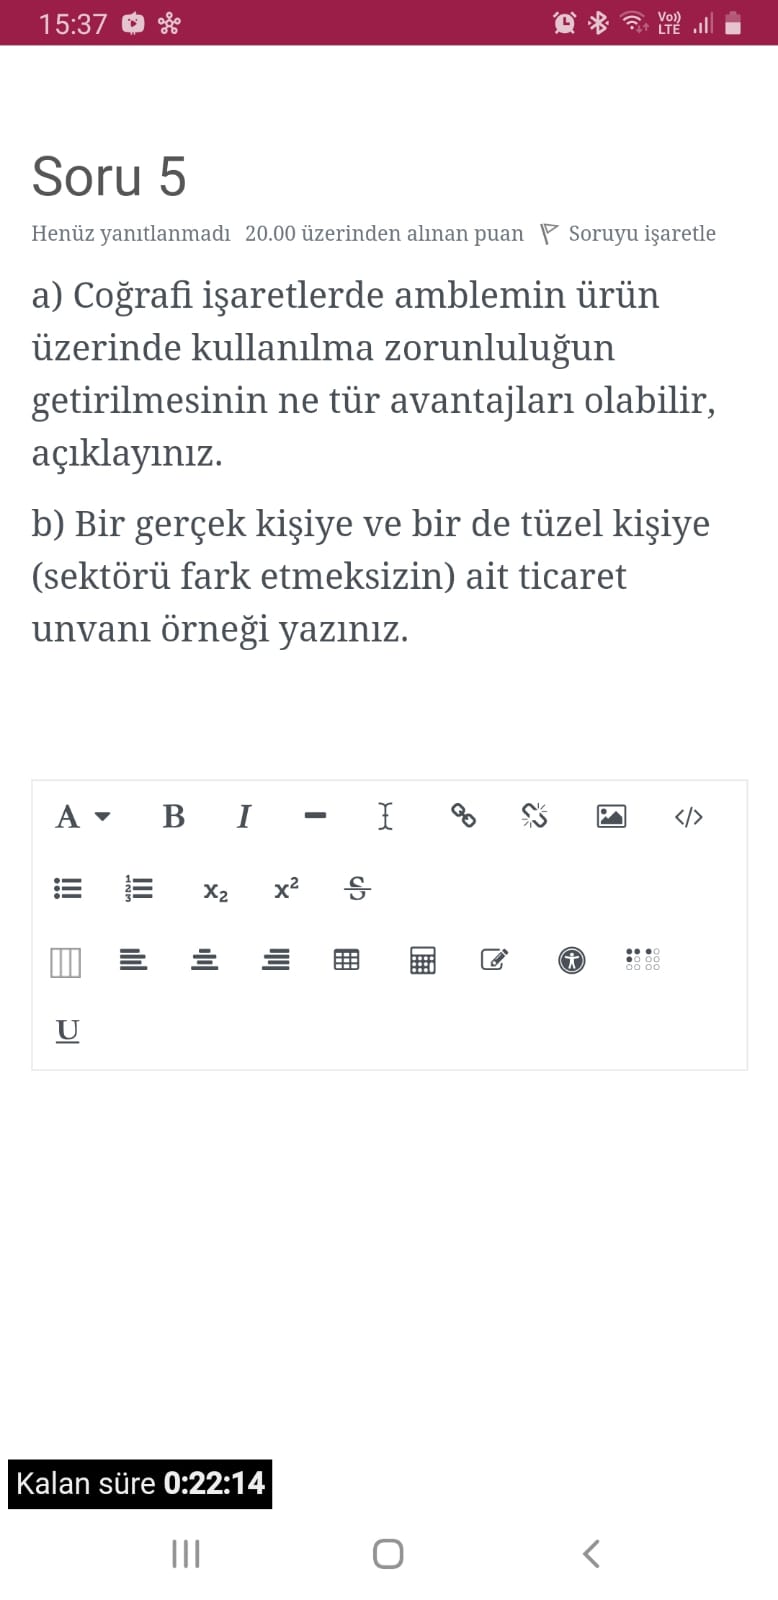 15:37
Vo)) LTE
Soru 5
Henüz yanıtlanmadı 20.00 üzerinden alınan puan Soruyu işaretle
a) Coğrafi işaretlerde amblemin ürün
üzerinde kullanılma zorunluluğun
getirilmesinin ne tür avantajları olabilir,
açıklayınız.
b) Bir gerçek kişiye ve bir de tüzel kişiye
(sektörü fark etmeksizin) ait ticaret
unvanı örneği yazınız.
A B I </>
x₂ x² S
U
Kalan süre 0:22:14